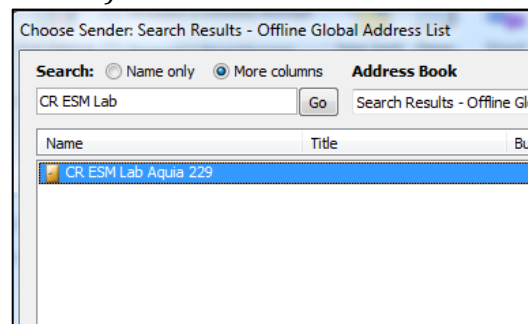 Choose Sender: Search Results - Offline Global Address List
Search: Name only More columns Address Book
CR ESM Lab Go Search Results - Offline Gl
Name Title Bu
CR ESM Lab Aquia 229